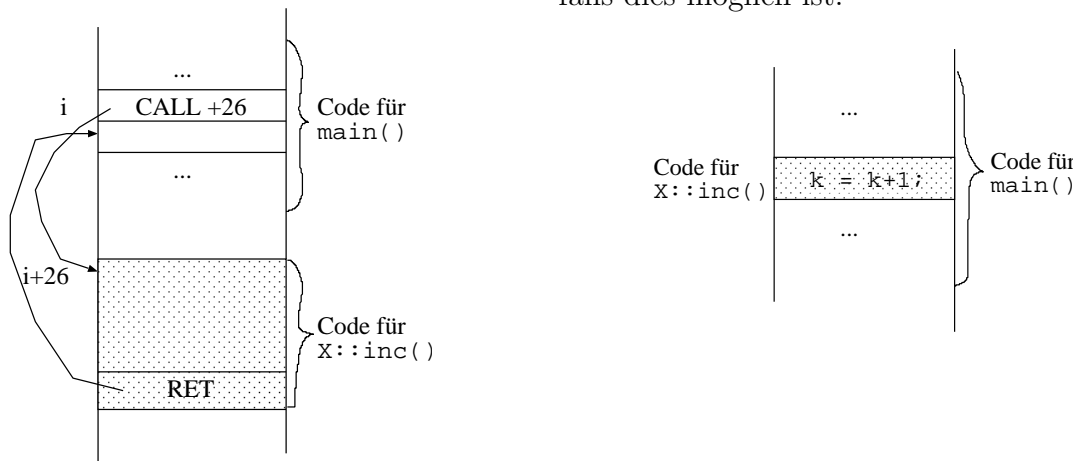 falls dies möglich ist.
...
i
CALL +26
Code für
main()
...
i+26
Code für
X::inc()
RET
...
Code für
X::inc()
k = k+1;
Code für
main()
...